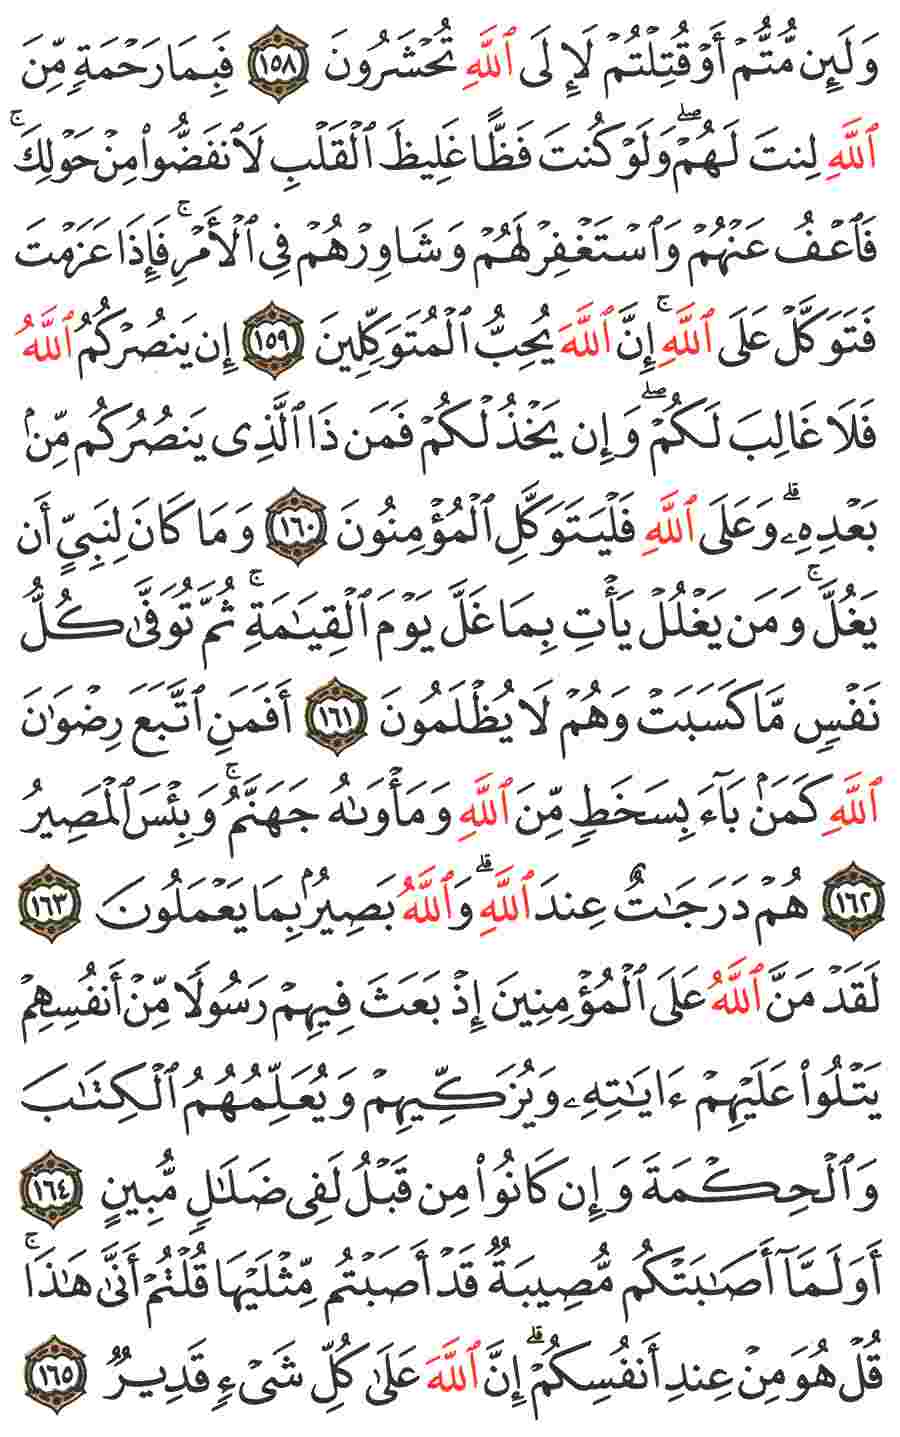 وَلَئِن مُّتُّمْ أَوْ قُتِلْتُمْ لَإِلَى ٱللَّهِ تُحْشَرُونَ ١٥٨ فَبِمَا رَحْمَةٍ مِّنَ
ٱللَّهِ لِنتَ لَهُمْ ۖ وَلَوْ كُنتَ فَظًّا غَلِيظَ ٱلْقَلْبِ لَٱنفَضُّوا۟ مِنْ حَوْلِكَ ۖ
فَٱعْفُ عَنْهُمْ وَٱسْتَغْفِرْ لَهُمْ وَشَاوِرْهُمْ فِى ٱلْأَمْرِ ۚ فَإِذَا عَزَمْتَ
فَتَوَكَّلْ عَلَى ٱللَّهِ ۚ إِنَّ ٱللَّهَ يُحِبُّ ٱلْمُتَوَكِّلِينَ ١٥٩ إِن يَنصُرْكُمُ ٱللَّهُ
فَلَا غَالِبَ لَكُمْ ۖ وَإِن يَخْذُلْكُمْ فَمَن ذَا ٱلَّذِى يَنصُرُكُم مِّنۢ
بَعْدِهِۦ ۗ وَعَلَى ٱللَّهِ فَلْيَتَوَكَّلِ ٱلْمُؤْمِنُونَ ١٦٠ وَمَا كَانَ لِنَبِىٍّ أَن
يَغُلَّ ۚ وَمَن يَغْلُلْ يَأْتِ بِمَا غَلَّ يَوْمَ ٱلْقِيَـٰمَةِ ۚ ثُمَّ تُوَفَّىٰ كُلُّ
نَفْسٍ مَّا كَسَبَتْ وَهُمْ لَا يُظْلَمُونَ ١٦١ أَفَمَنِ ٱتَّبَعَ رِضْوَٰنَ
ٱللَّهِ كَمَنۢ بَآءَ بِسَخَطٍ مِّنَ ٱللَّهِ وَمَأْوَىٰهُ جَهَنَّمُ ۚ وَبِئْسَ ٱلْمَصِيرُ
١٦٢ هُمْ دَرَجَـٰتٌ عِندَ ٱللَّهِ ۗ وَٱللَّهُ بَصِيرٌۢ بِمَا يَعْمَلُونَ ١٦٣
لَقَدْ مَنَّ ٱللَّهُ عَلَى ٱلْمُؤْمِنِينَ إِذْ بَعَثَ فِيهِمْ رَسُولًا مِّنْ أَنفُسِهِمْ
يَتْلُوا۟ عَلَيْهِمْ ءَايَـٰتِهِۦ وَيُزَكِّيهِمْ وَيُعَلِّمُهُمُ ٱلْكِتَـٰبَ
وَٱلْحِكْمَةَ وَإِن كَانُوا۟ مِن قَبْلُ لَفِى ضَلَـٰلٍ مُّبِينٍ ١٦٤
أَوَلَمَّآ أَصَـٰبَتْكُم مُّصِيبَةٌ قَدْ أَصَبْتُم مِّثْلَيْهَا قُلْتُمْ أَنَّىٰ هَـٰذَا ۖ
قُلْ هُوَ مِنْ عِندِ أَنفُسِكُمْ ۗ إِنَّ ٱللَّهَ عَلَىٰ كُلِّ شَىْءٍ قَدِيرٌ ١٦٥